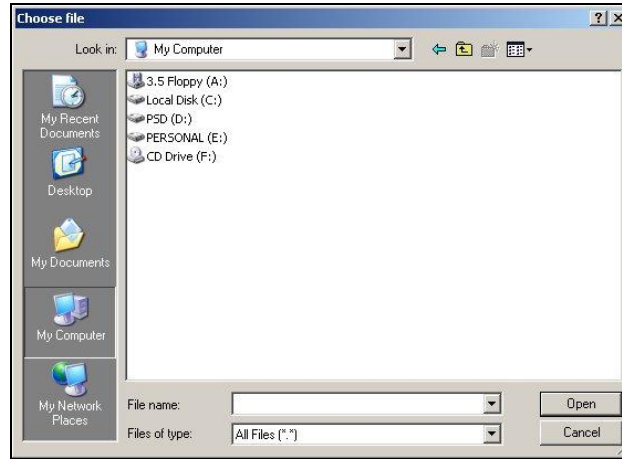 Choose file
Look in:
My Computer
My Recent
Documents
Desktop
My Documents
My Computer
My Network
Places
3.5 Floppy (A:)
Local Disk (C:)
PSD (D:)
PERSONAL (E:)
CD Drive (F:)
File name:
Open
Files of type:
All Files (*.*)
Cancel